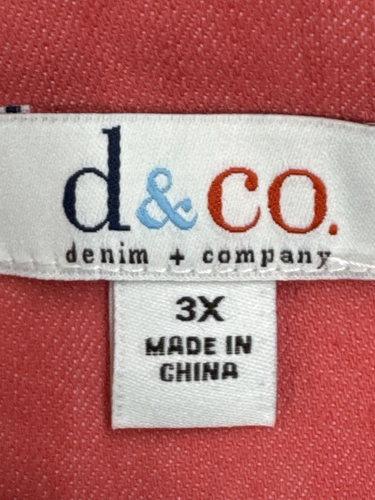 d&co.
denim + company
3X
MADE IN
CHINA